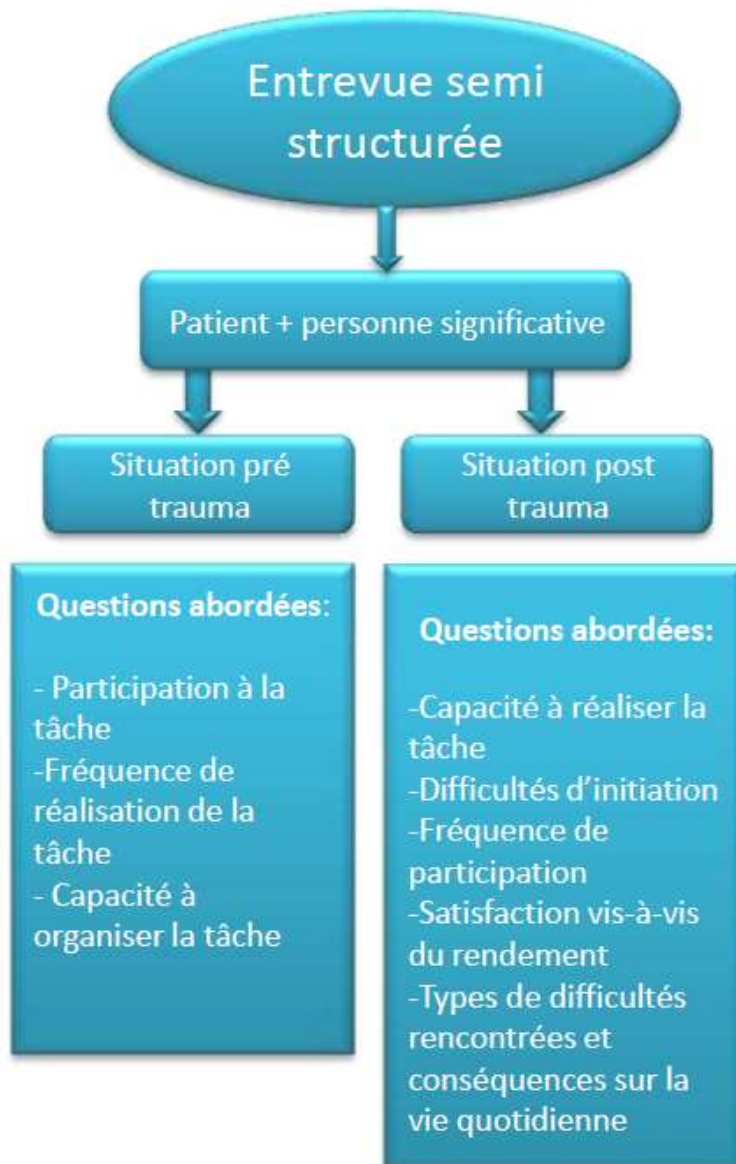 Entrevue semi
structurée
Patient + personne significative
Situation pré
trauma
Situation post
trauma
Questions abordées:
- Participation à la
tâche
-Fréquence de
réalisation de la
tâche
- Capacité à
organiser la tâche
Questions abordées:
-Capacité à réaliser la
tâche
-Difficultés d’initiation
-Fréquence de
participation
-Satisfaction vis-à-vis
du rendement
-Types de difficultés
rencontrées et
conséquences sur la
vie quotidienne